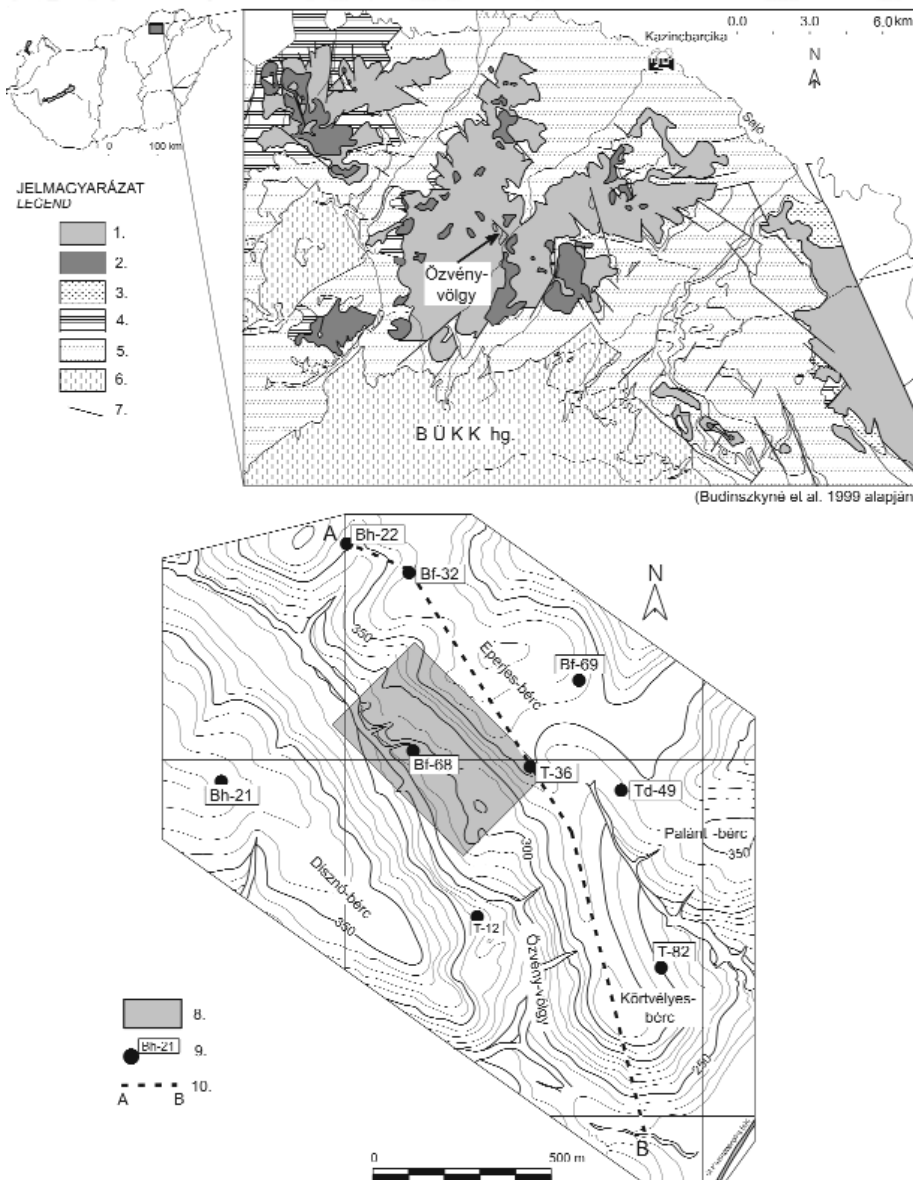 0.0 3.0 6.0 km
Kazincbarcika
N
Sajó
0 100 km
JELMAGYARÁZAT
LEGEND
1.
2.
3.
4.
5.
6.
7.
Özvény-
völgy
BÜKK hg.
(Budinszkyné et al. 1999 alapján
A
Bh-22
Bf-32
N
350
Eperjes-bérc
Bf-69
Bf-68
T-36
Bh-21
Td-49
Palánt -bérc
350
300
Disznó-bérc
350
T-12
Özvény-völgy
T-82
Körtvélyes-
bérc
250
8.
Bh-21
9.
10.
A B
B
0 500 m